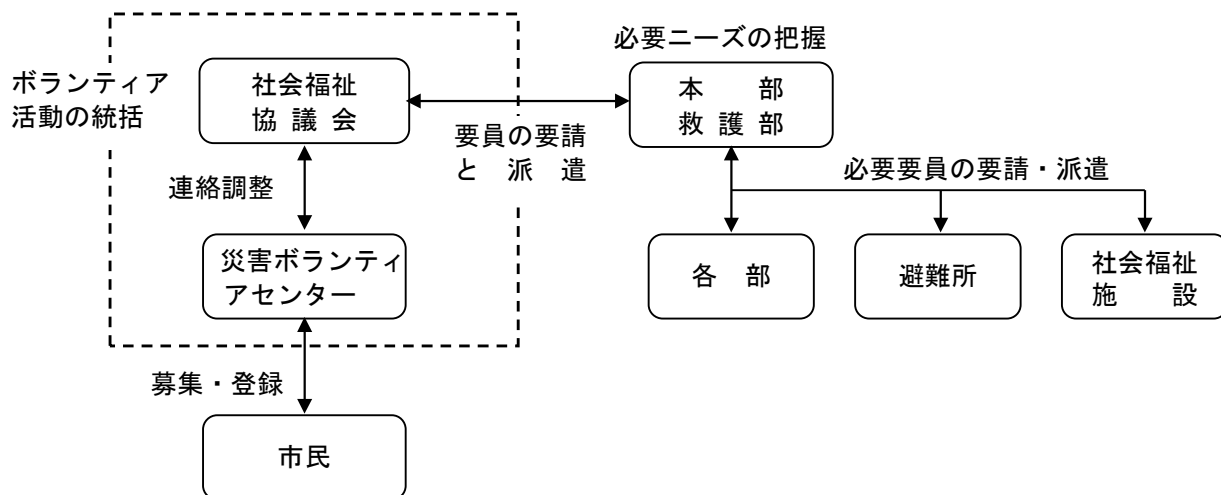 必要ニーズの把握
ボランティア
活動の統括
社会福祉
協議会
本部
救護部
要員の要請
と派遣
連絡調整
必要要員の要請・派遣
災害ボランティ
アセンター
各部
避難所
社会福祉
施設
募集・登録
市民